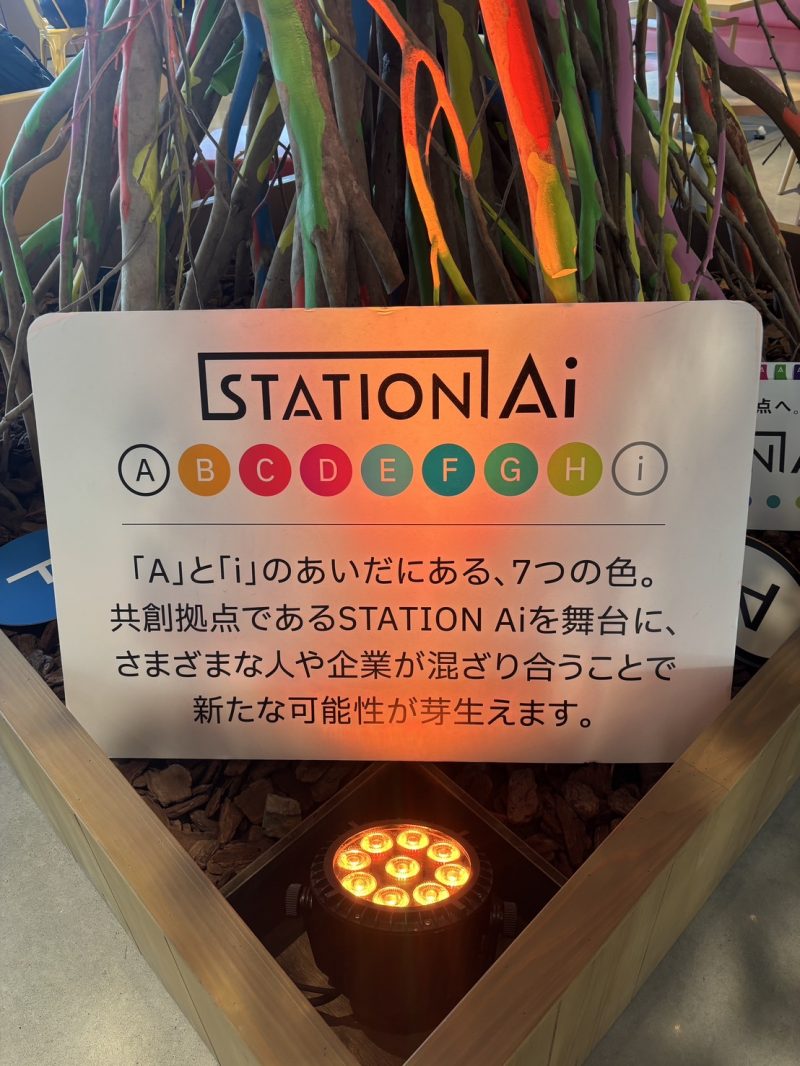 STATION Ai
A B C D E F G H i
「A」と「i」のあいだにある、7つの色。
共創拠点であるSTATION Aiを舞台に、
さまざまな人や企業が混ざり合うことで
新たな可能性が芽生えます。
点へ。
A